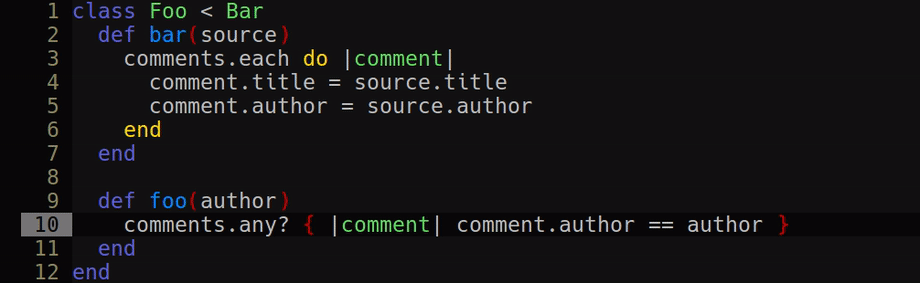 1 class Foo < Bar
2   def bar(source)
3     comments.each do |comment|
4       comment.title = source.title
5       comment.author = source.author
6     end
7   end
8
9   def foo(author)
10     comments.any? { |comment| comment.author == author }
11   end
12 end